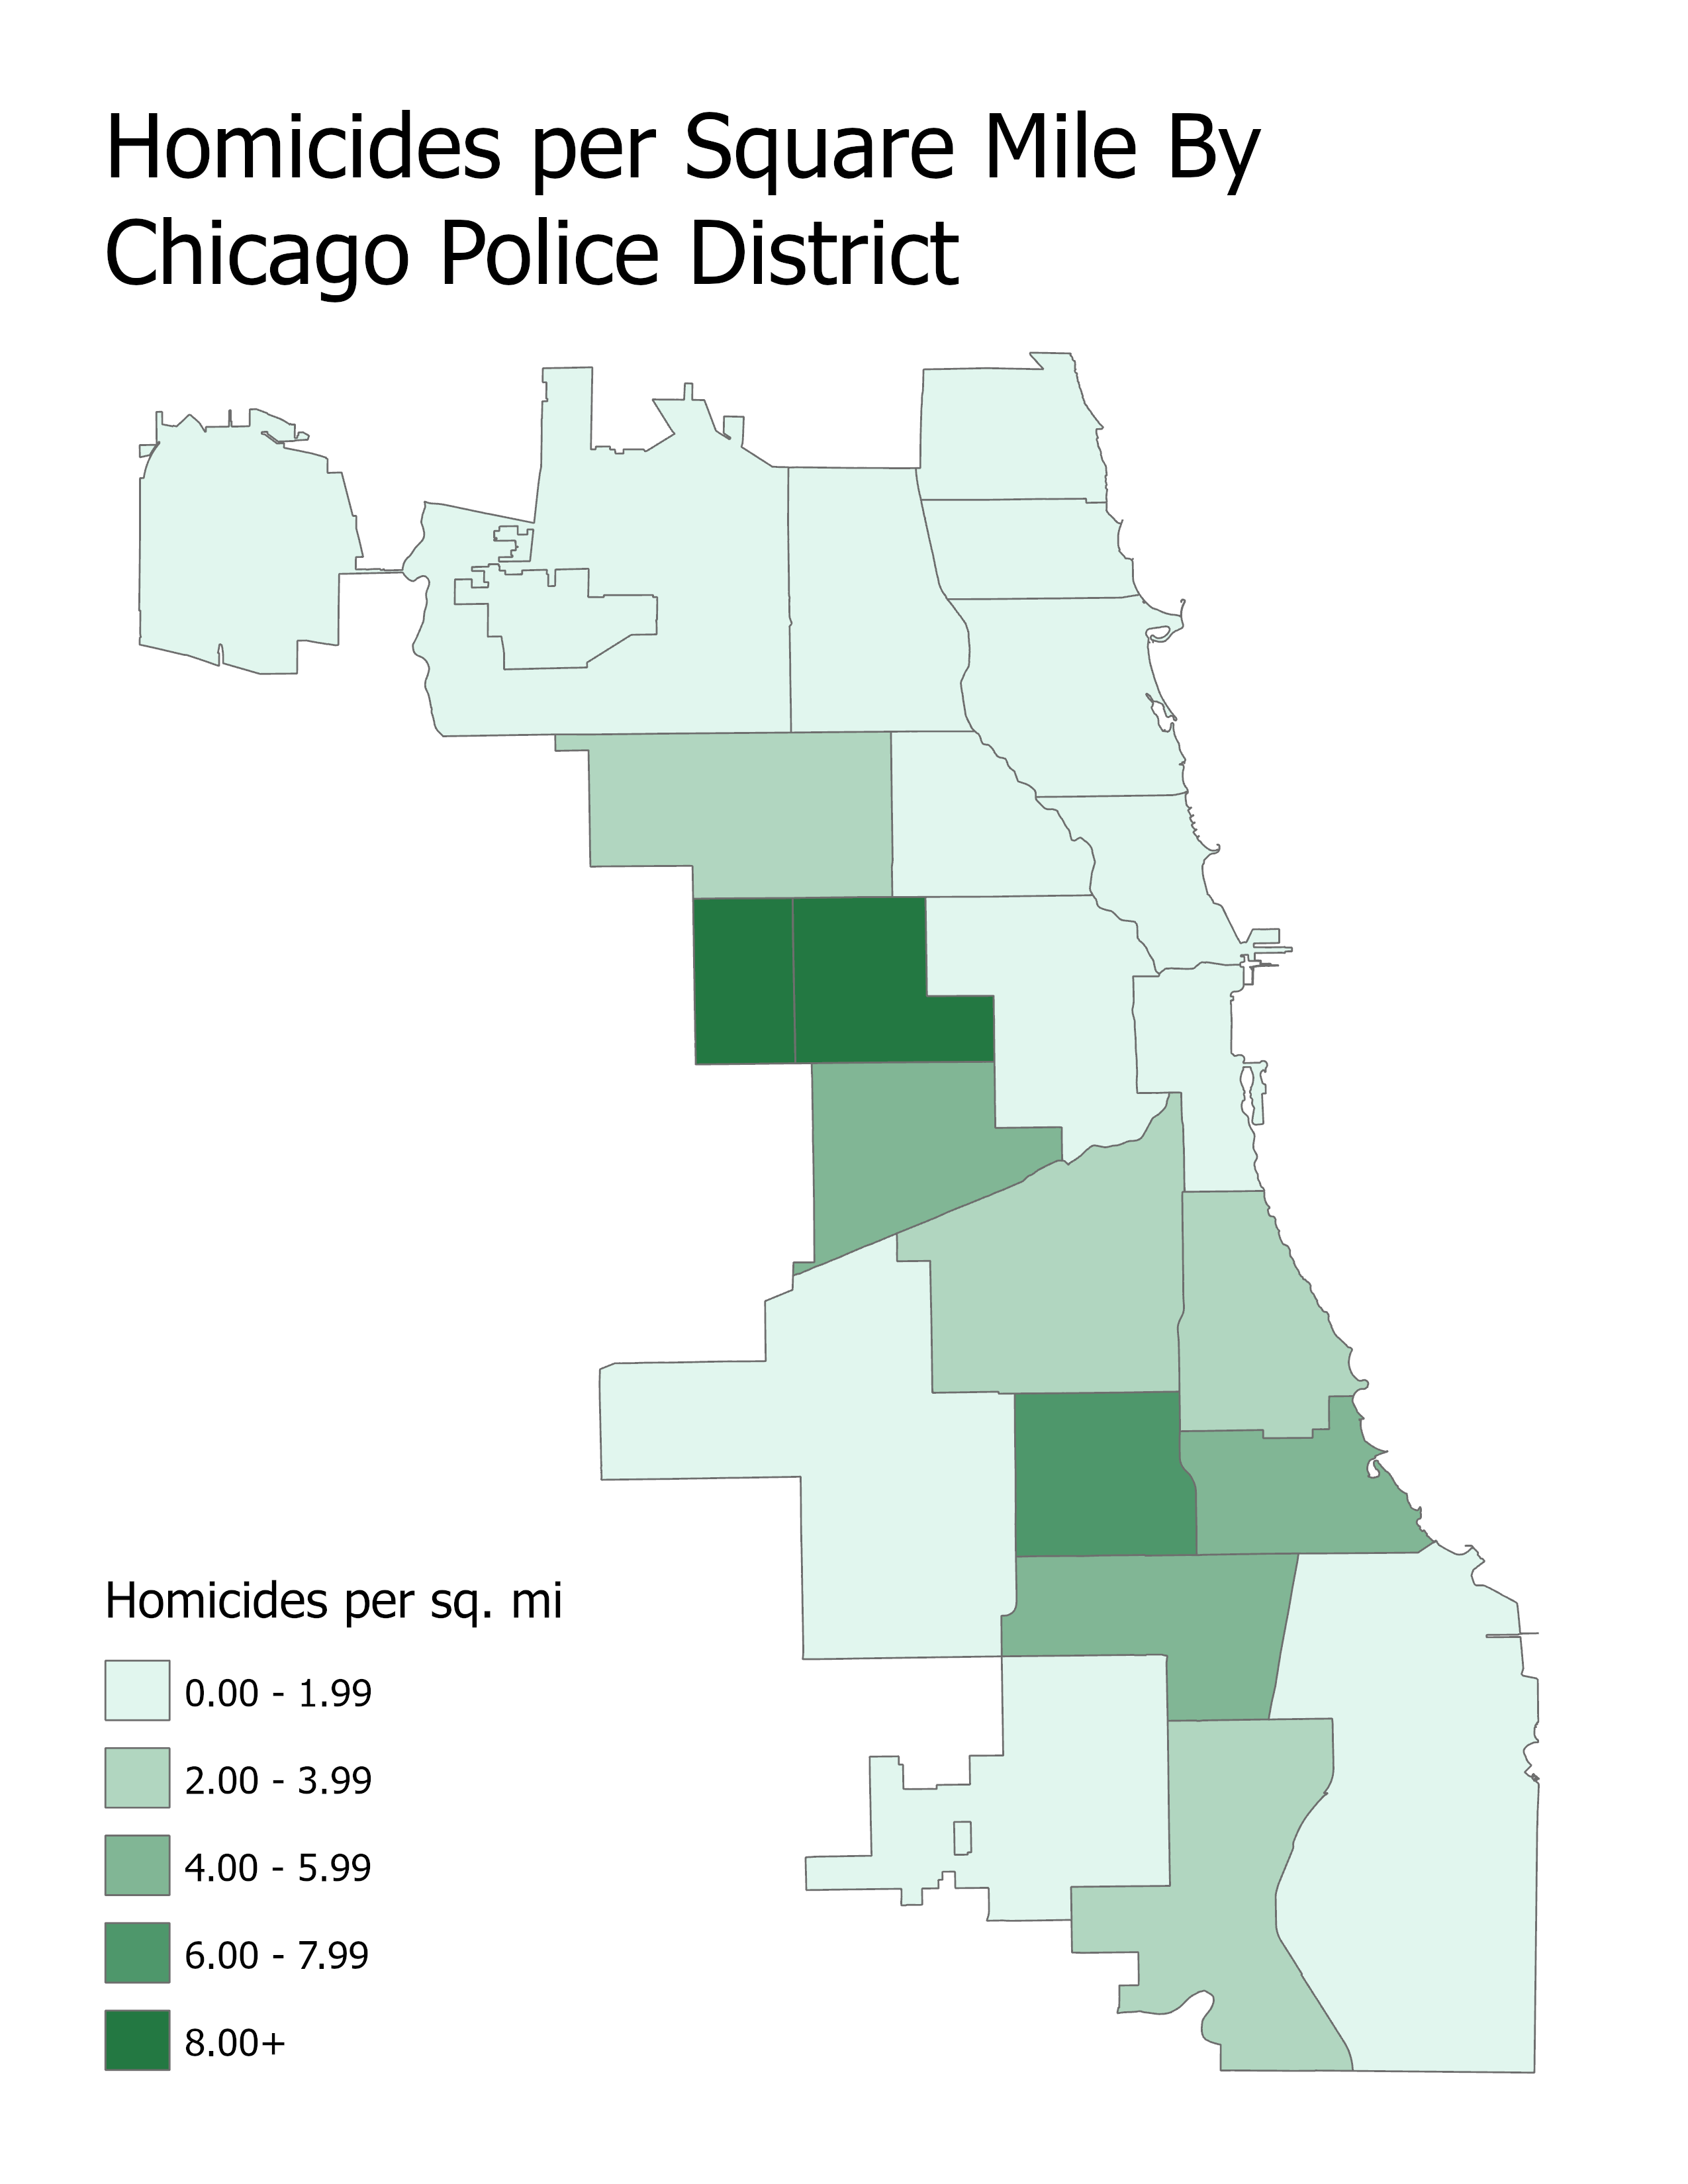 Homicides per Square Mile By
Chicago Police District
Homicides per sq. mi
0.00 - 1.99
2.00 - 3.99
4.00 - 5.99
6.00 - 7.99
8.00+